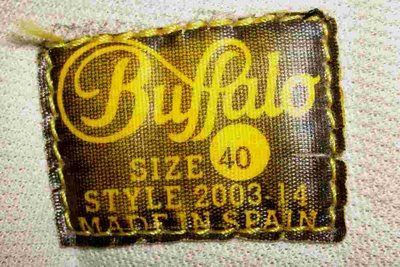 Buffalo
SIZE 40
STYLE 2003-14
MADE IN SPAIN